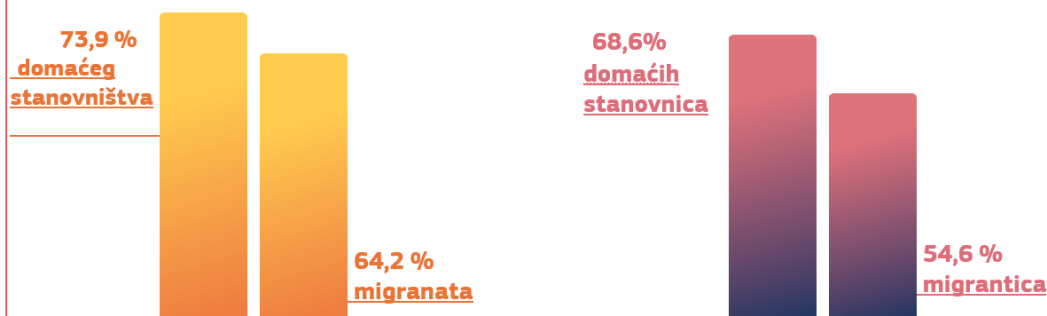 73,9 %
domaćeg
stanovništva
64,2 %
migranata
68,6%
domaćih
stanovnica
54,6 %
migrantica